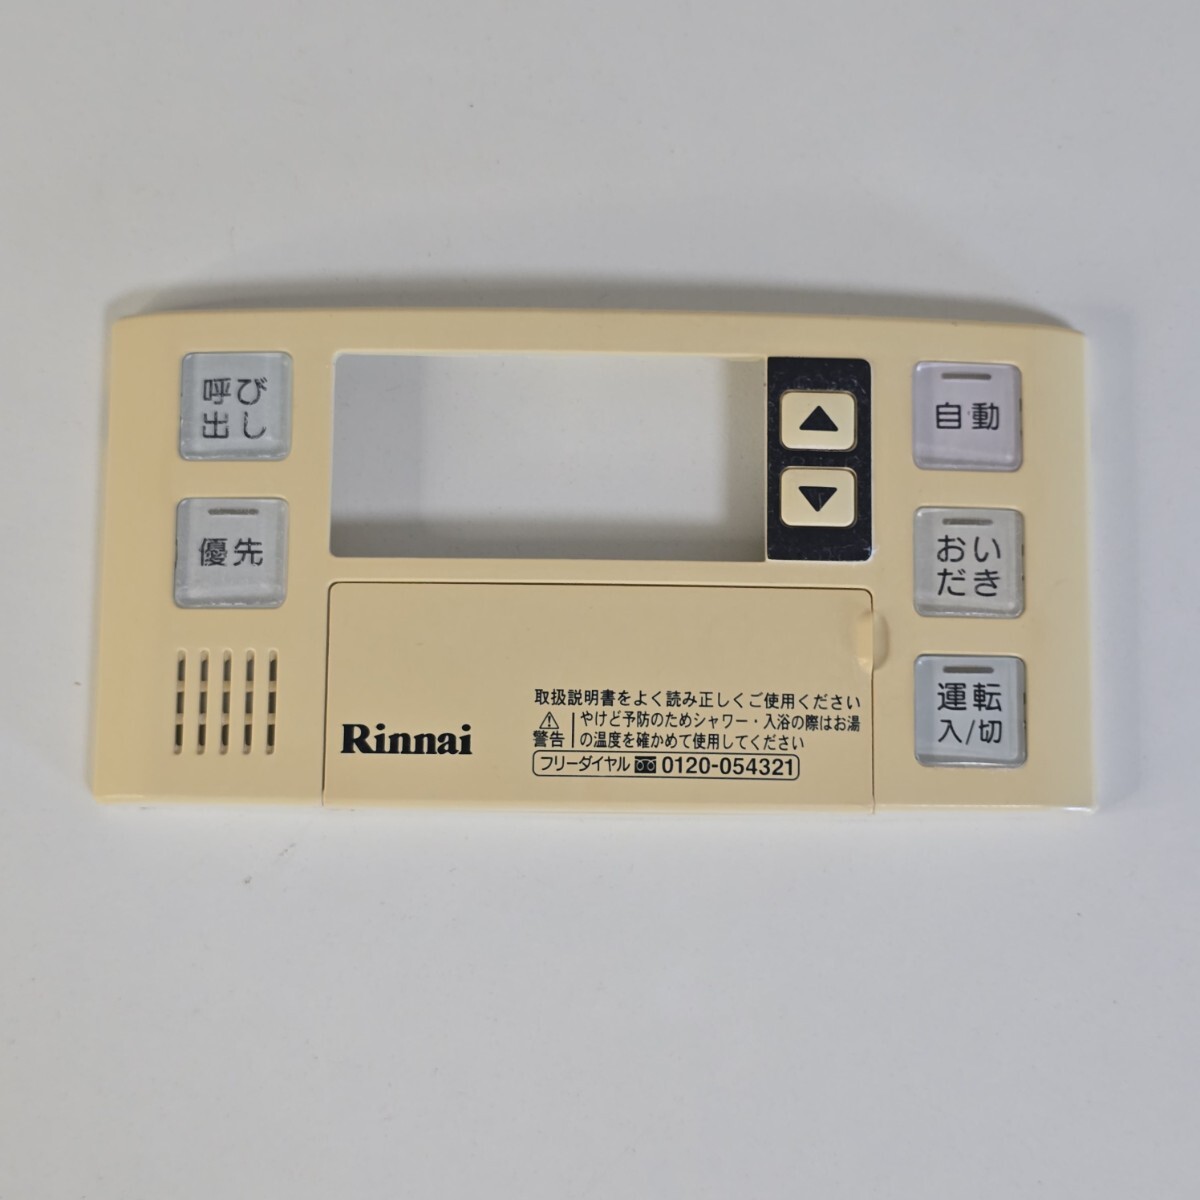 呼び
出し
優先
▲
▼
自動
おい
だき
運転
入/切
Rinnai
取扱説明書をよく読み正しくご使用ください
⚠ やけど予防のためシャワー・入浴の際はお湯
警告 の温度を確かめて使用してください
フリーダイヤル 0120-054321